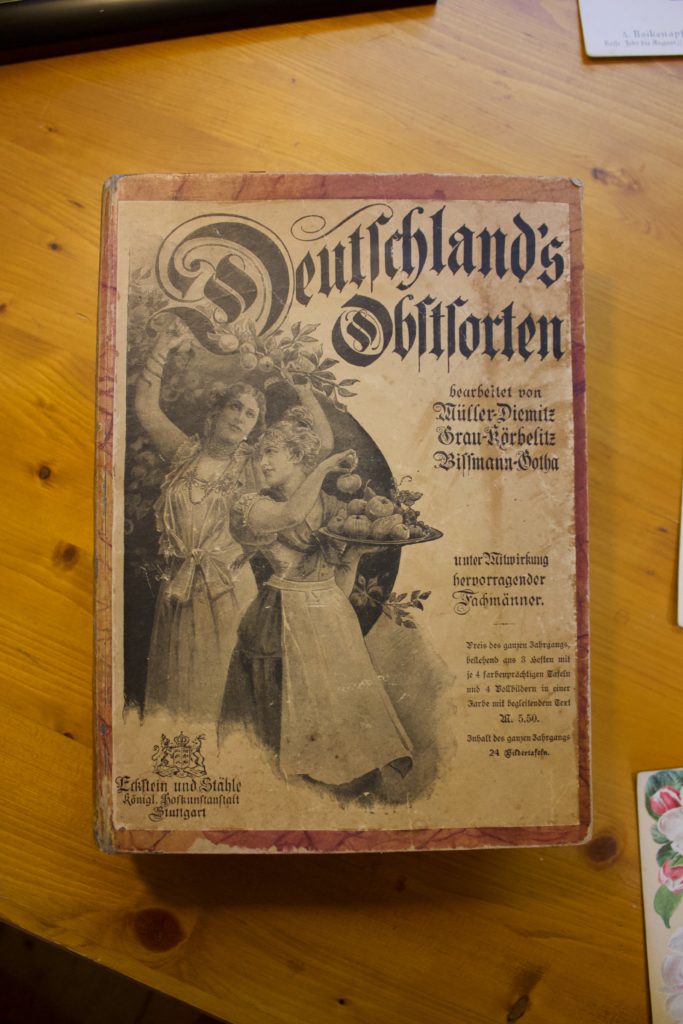 Deutschland's
Obstsorten
bearbeitet von
Müller-Diemitz
Grau-Körbelitz
Bissmann-Gotha
unter Mitwirkung
hervorragender
Fachmänner.
Preis des ganzen Jahrgangs,
bestehend aus 3 Heften mit
je 4 farbenprächtigen Tafeln
und 4 Vollbildern in einer
Farbe mit begleitendem Text
M. 5,50.
Inhalt des ganzen Jahrgangs
24 Bildertafeln.
Eckstein und Stähle
Königl. Hofkunstanstalt
Stuttgart